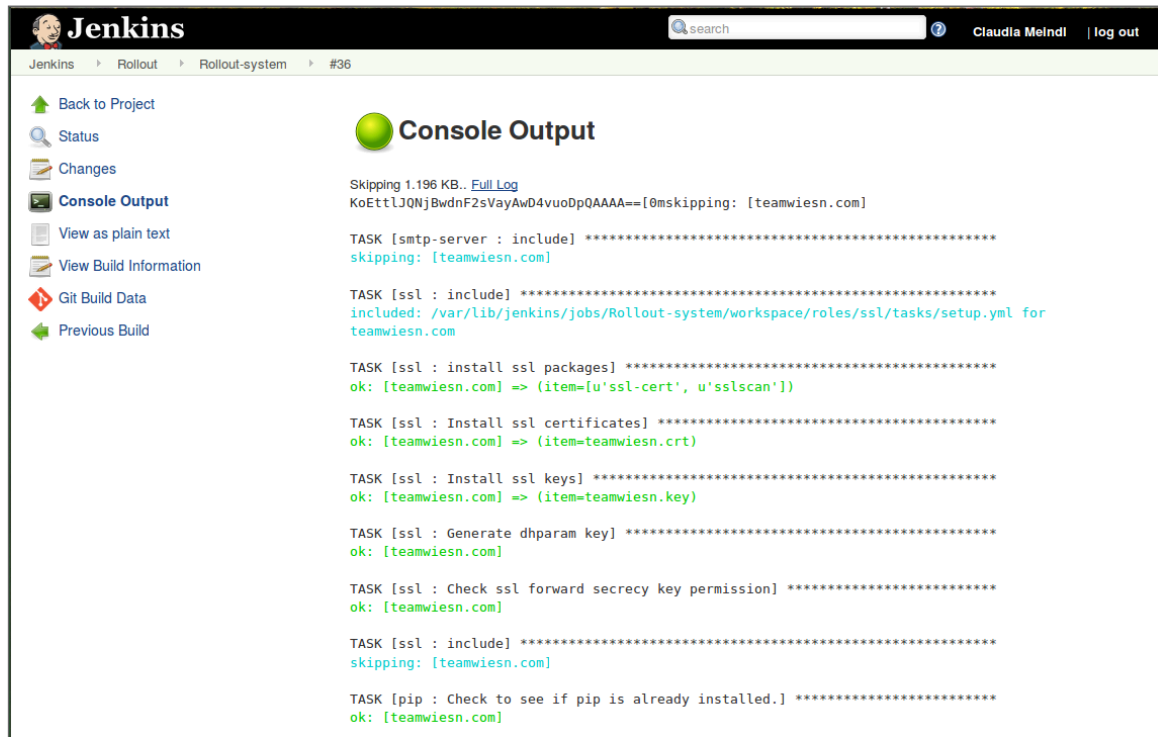 Jenkins
search
Claudia Meindl | log out
Jenkins Rollout Rollout-system #36
Back to Project
Status
Changes
Console Output
View as plain text
View Build Information
Git Build Data
Previous Build
Console Output
Skipping 1.196 KB.. Full Log
KoEttlJQNjBwdnF2sVayAwD4vuoDpQAAAA==[0mskipping: [teamwiesn.com]
TASK [smtp-server : include] ***************************************************
skipping: [teamwiesn.com]
TASK [ssl : include] ***********************************************************
included: /var/lib/jenkins/jobs/Rollout-system/workspace/roles/ssl/tasks/setup.yml for
teamwiesn.com
TASK [ssl : install ssl packages] **********************************************
ok: [teamwiesn.com] => (item=[u'ssl-cert', u'sslscan'])
TASK [ssl : Install ssl certificates] ******************************************
ok: [teamwiesn.com] => (item=teamwiesn.crt)
TASK [ssl : Install ssl keys] **************************************************
ok: [teamwiesn.com] => (item=teamwiesn.key)
TASK [ssl : Generate dhparam key] **********************************************
ok: [teamwiesn.com]
TASK [ssl : Check ssl forward secrecy key permission] **************************
ok: [teamwiesn.com]
TASK [ssl : include] ***********************************************************
skipping: [teamwiesn.com]
TASK [pip : Check to see if pip is already installed.] *************************
ok: [teamwiesn.com]